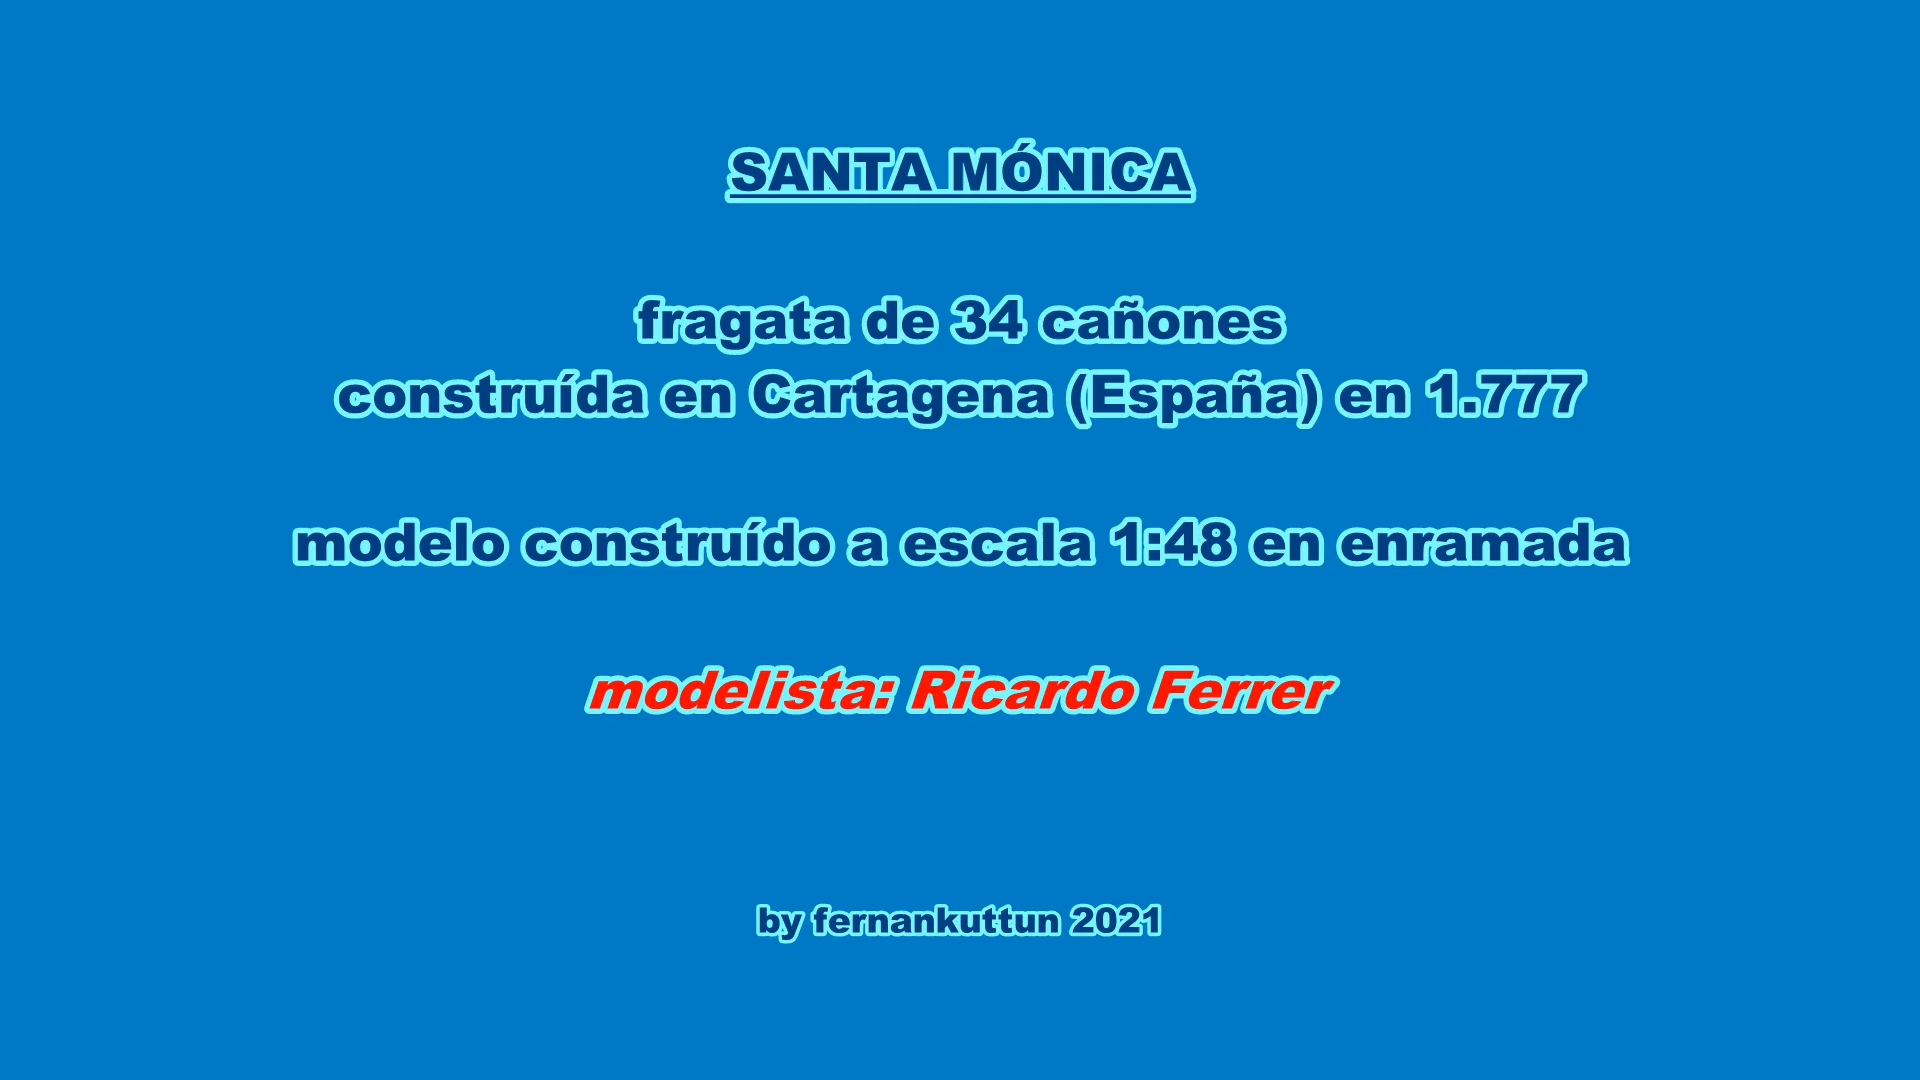 SANTA MÓNICA
fragata de 34 cañones
construída en Cartagena (España) en 1.777
modelo construído a escala 1:48 en enramada
modelista: Ricardo Ferrer
by fernankuttun 2021